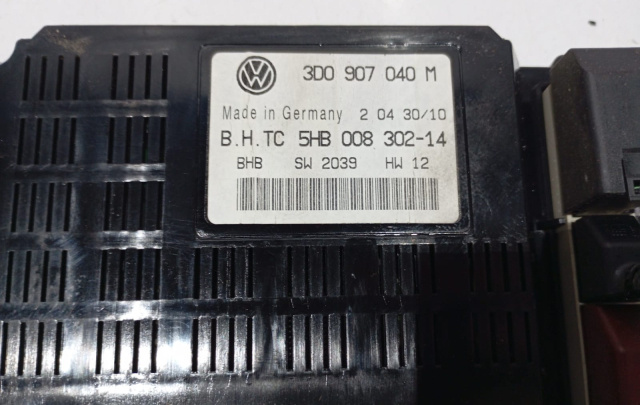 3D0 907 040 M
Made in Germany 2 04 30/10
B.H.TC 5HB 008 302-14
BHB SW 2039 HW 12